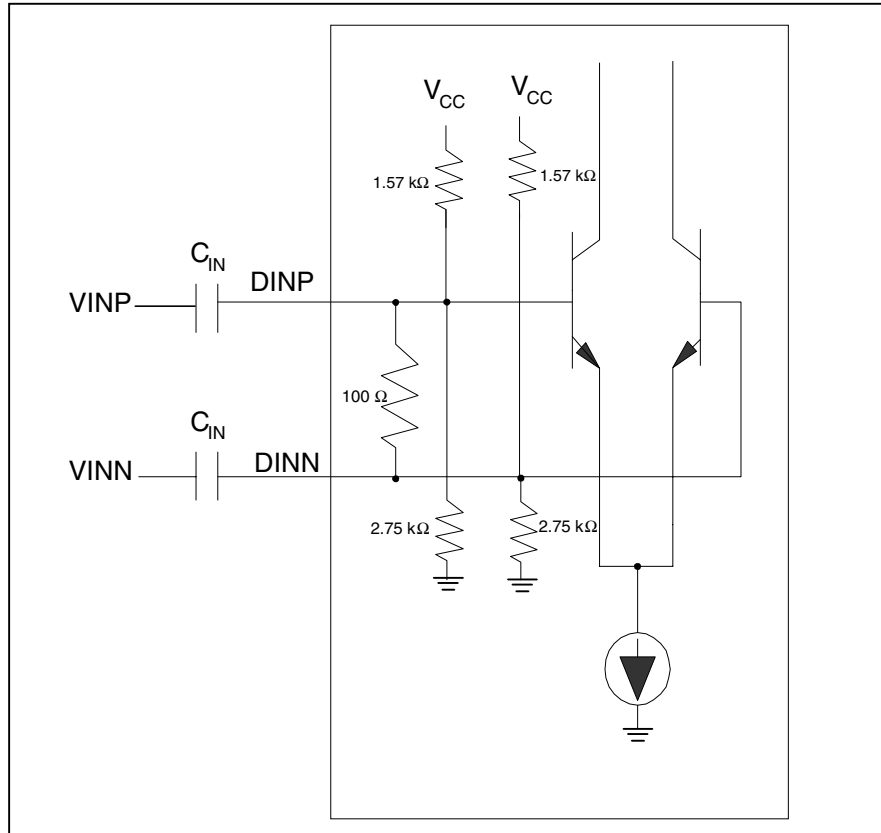 V_CC V_CC
1.57 kΩ 1.57 kΩ
C_IN
VINP DINP
100 Ω
C_IN
VINN DINN
2.75 kΩ 2.75 kΩ